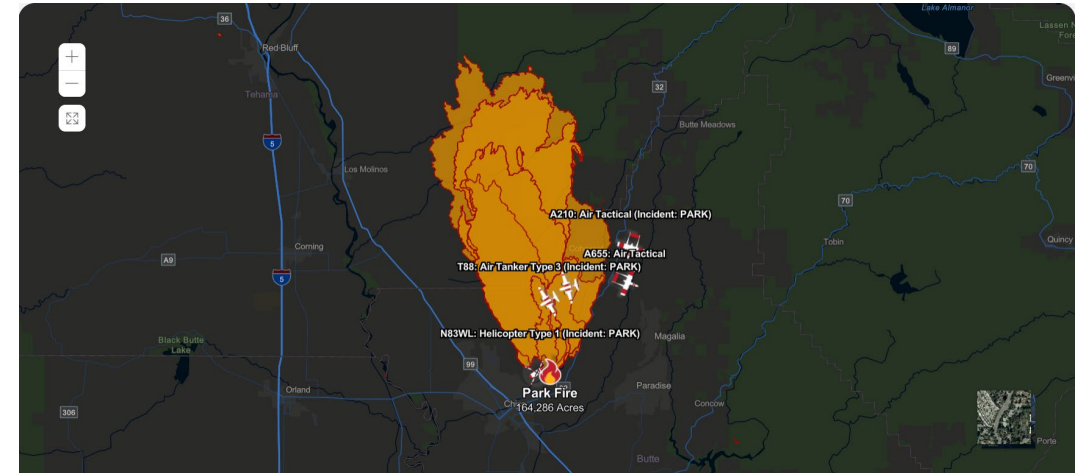 Lake Almanor
Lassen N
Fore
36
Red Bluff
89
Greenvi
Tehama
32
Butte Meadows
5
Los Molinos
70
70
A210: Air Tactical (Incident: PARK)
Tobin
Quincy
Corning
A655: Air Tactical
A9
T88: Air Tanker Type 3 (Incident: PARK)
5
N83WL: Helicopter Type 1 (Incident: PARK)
Magalia
Black Butte
Lake
99
Orland
Paradise
Park Fire
164,286 Acres
Concow
306
Porte
Butte